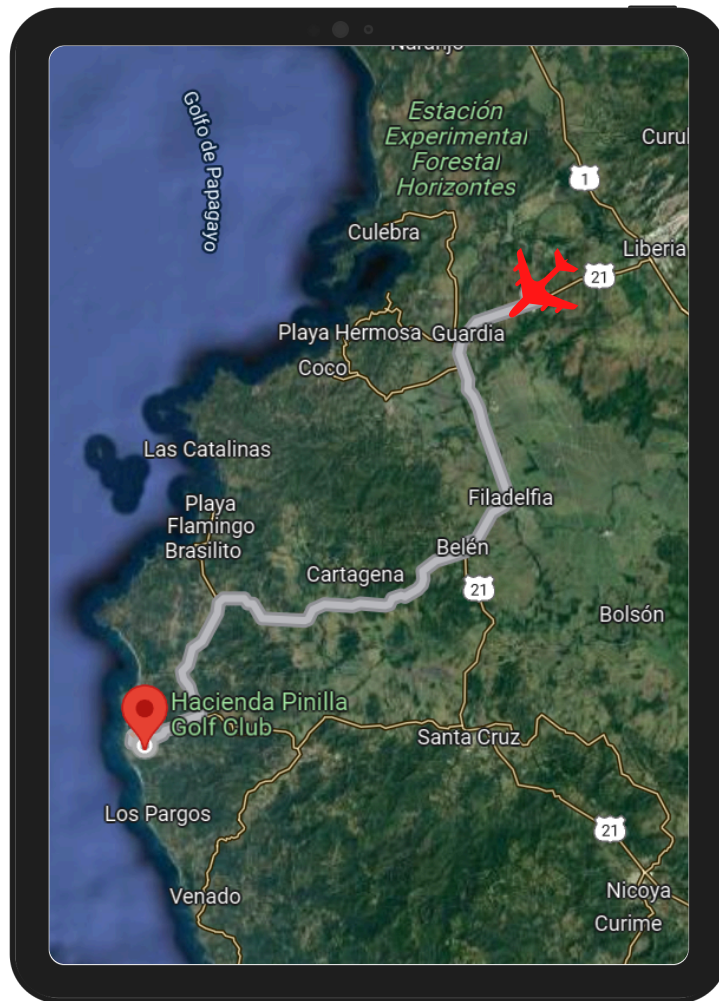 Naranjo
Golfo de Papagayo
Estación
Experimental
Forestal
Horizontes
1
Culebra
Liberia
21
Playa Hermosa
Guardia
Coco
Las Catalinas
Filadelfia
Playa
Flamingo
Brasilito
Belén
Cartagena
21
Bolsón
Hacienda Pinilla
Golf Club
Santa Cruz
Los Pargos
21
Venado
Nicoya
Curime